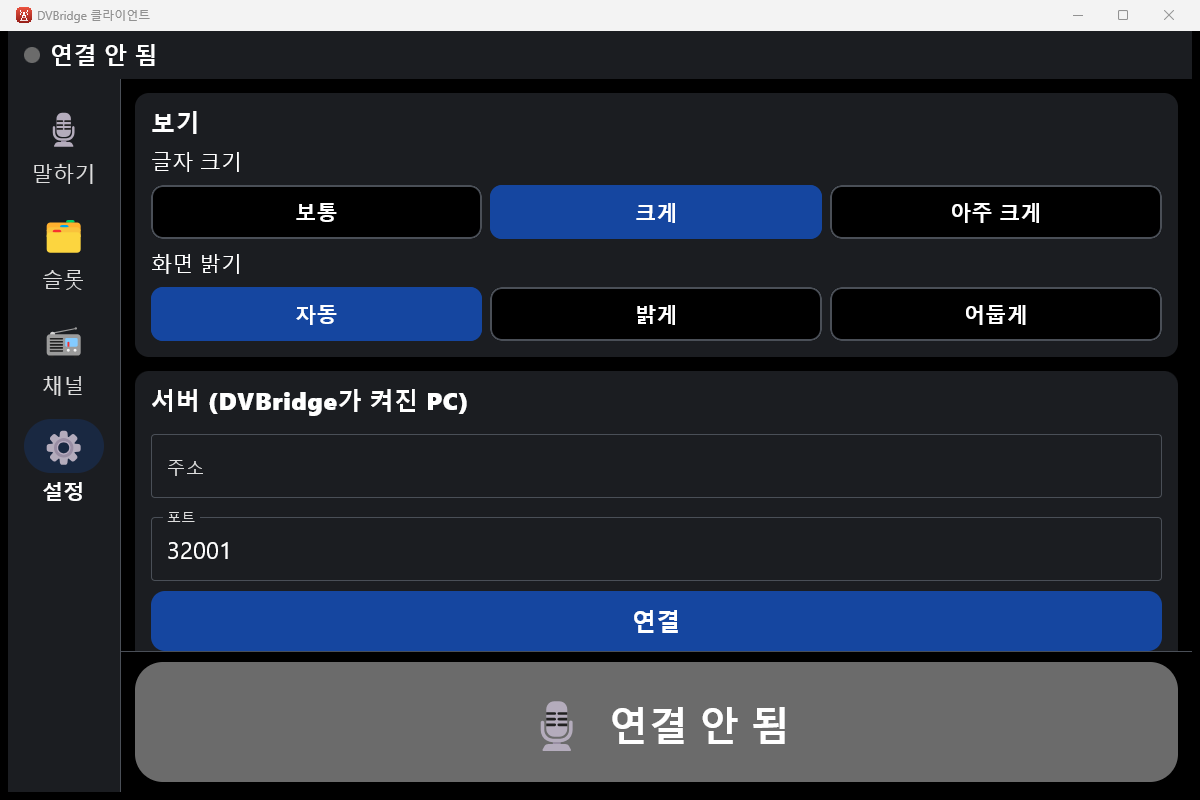 DVBridge 클라이언트
연결 안 됨
말하기
슬롯
채널
설정
보기
글자 크기
보통 크게 아주 크게
화면 밝기
자동 밝게 어둡게
서버 (DVBridge가 켜진 PC)
주소
포트
32001
연결
연결 안 됨